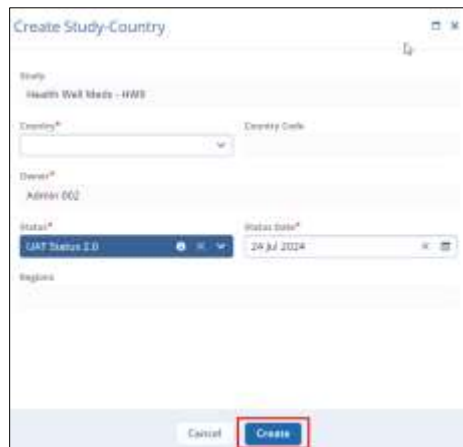 Create Study-Country
Study
Health Well Meds - HW9
Country* Country Code
Owner*
Admin 002
Status* Status Date*
UAT Status 2.0 24 Jul 2024
Regions
Cancel Create